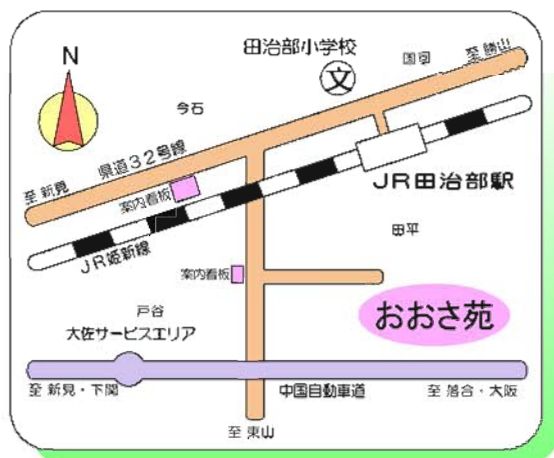 田治部小学校
国司
至 勝山
N
文
今石
県道32号線
至 新見
案内看板
JR田治部駅
JR姫新線
田平
案内看板
戸谷
おおさ苑
大佐サービスエリア
至 新見・下関
中国自動車道
至 落合・大阪
至 東山